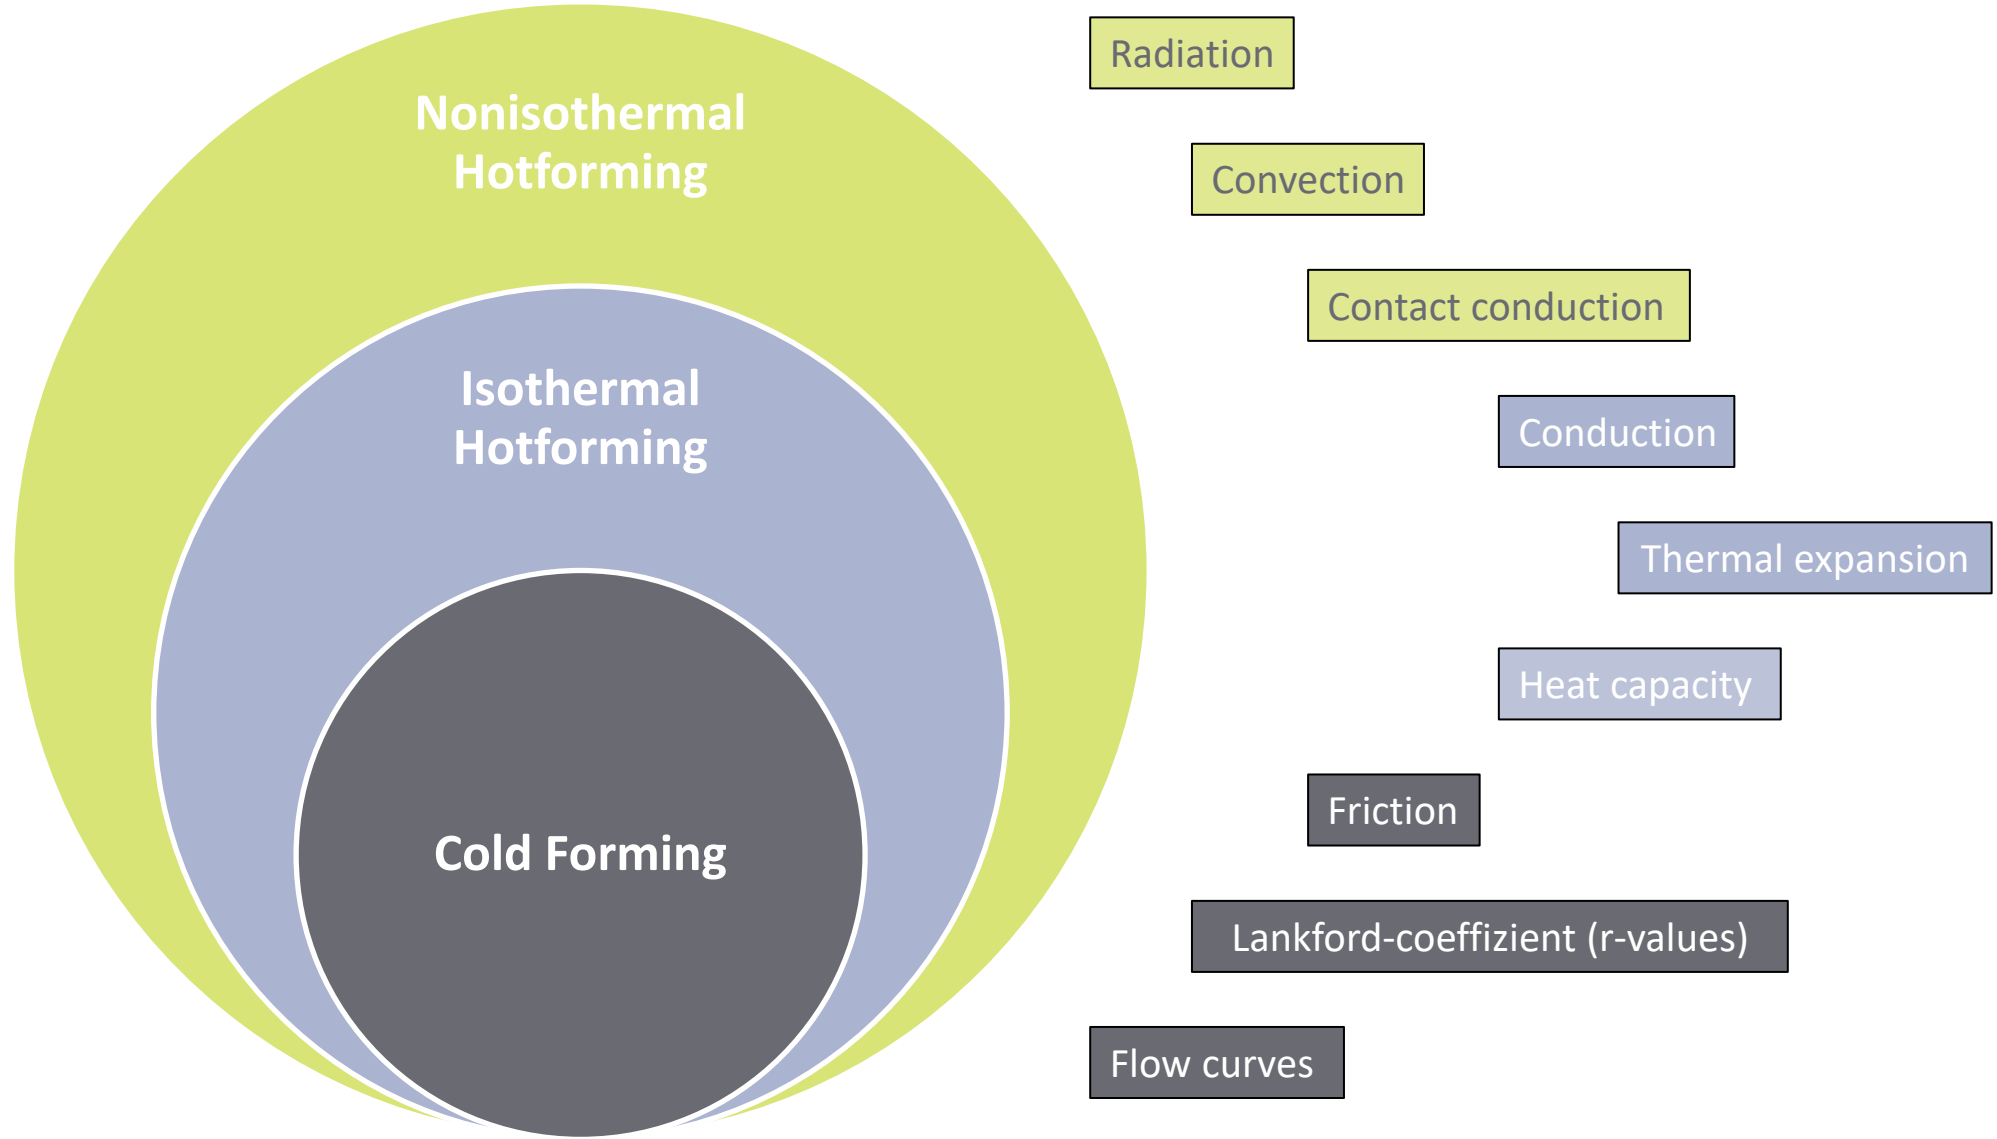 Nonisothermal
Hotforming
Isothermal
Hotforming
Cold Forming
Radiation
Convection
Contact conduction
Conduction
Thermal expansion
Heat capacity
Friction
Lankford-coeffizient (r-values)
Flow curves